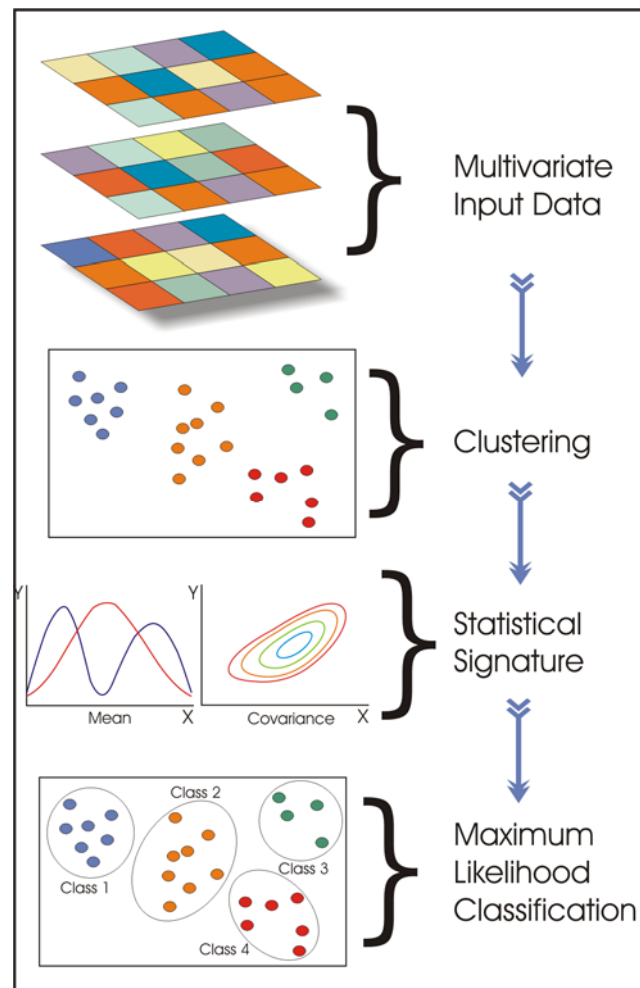 Multivariate
Input Data
Clustering
Y
X
Mean
Y
X
Covariance
Statistical
Signature
Class 1
Class 2
Class 3
Class 4
Maximum
Likelihood
Classification